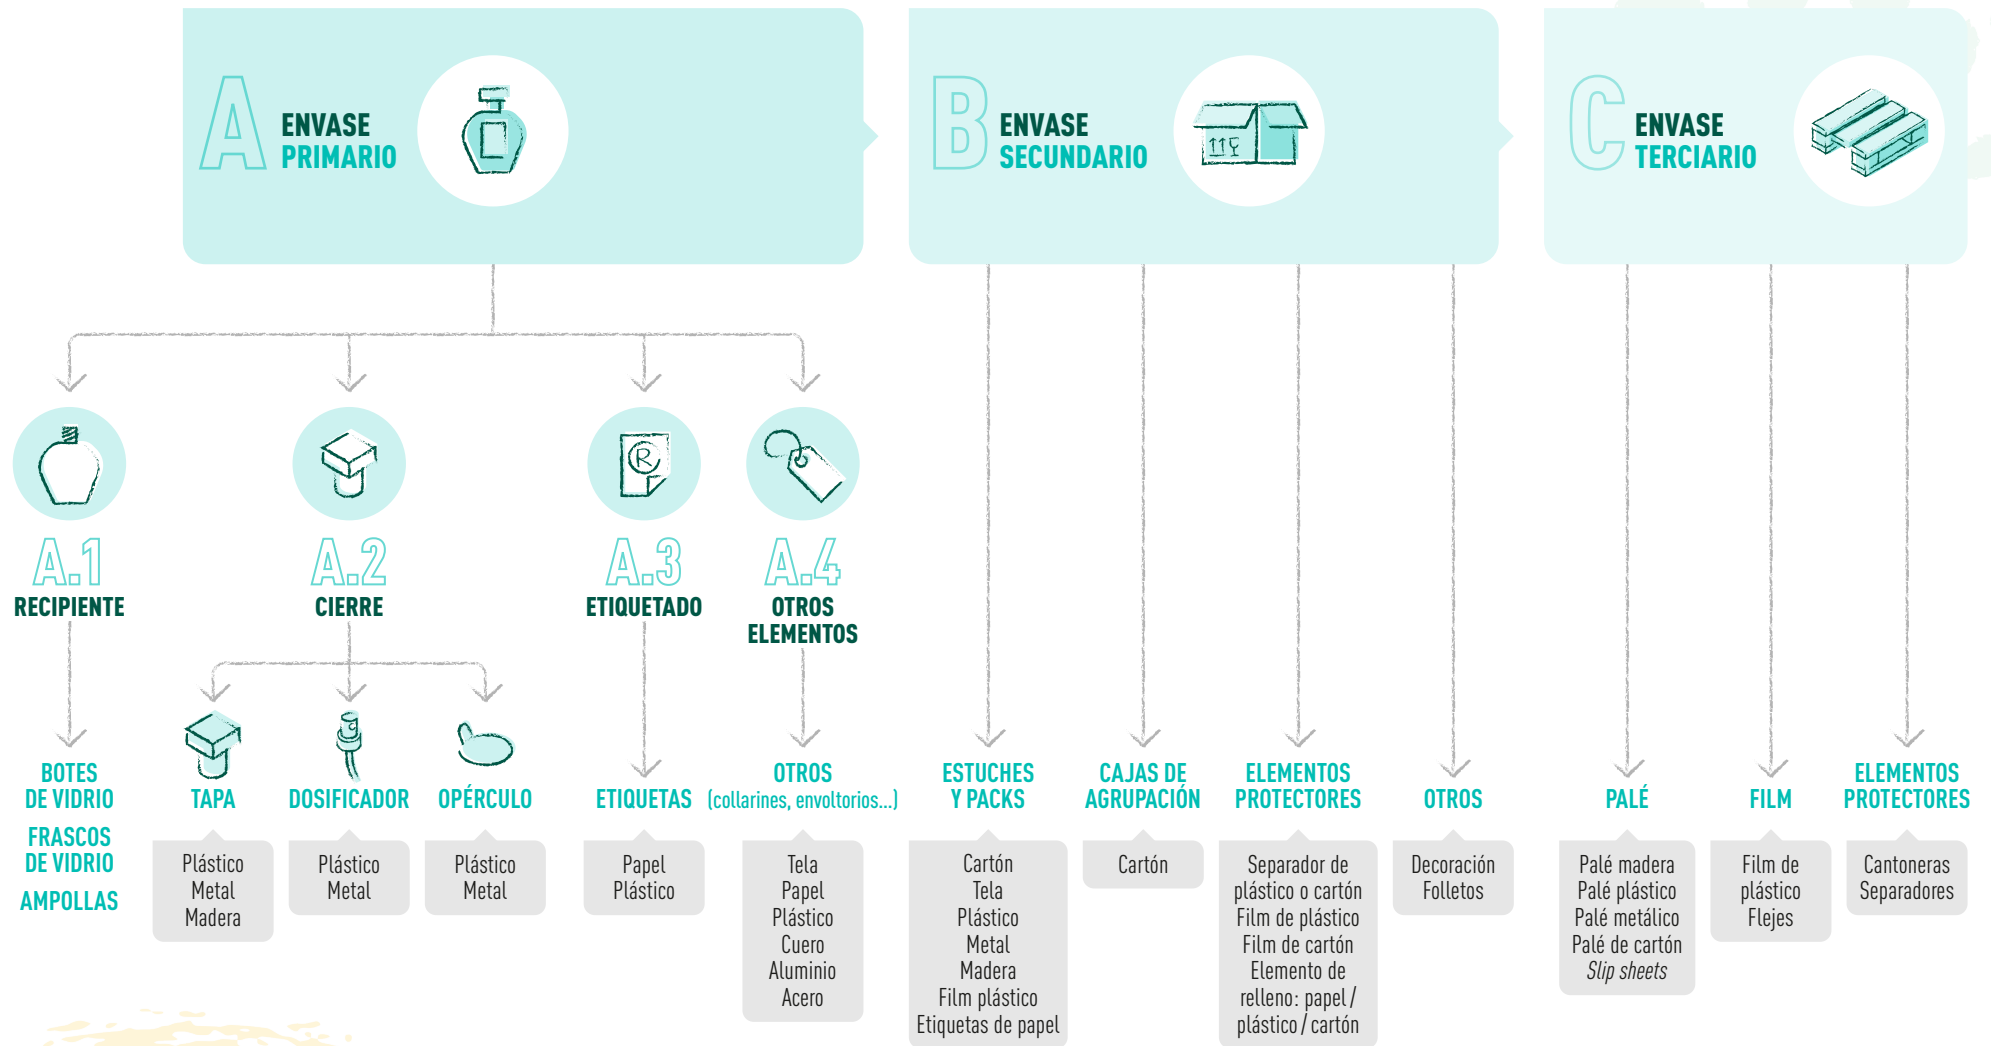 A
ENVASE
PRIMARIO
B
ENVASE
SECUNDARIO
C
ENVASE
TERCIARIO
R
A.1
RECIPIENTE
A.2
CIERRE
A.3
ETIQUETADO
A.4
OTROS
ELEMENTOS
BOTES
DE VIDRIO
FRASCOS
DE VIDRIO
AMPOLLAS
TAPA
Plástico
Metal
Madera
DOSIFICADOR
Plástico
Metal
OPÉRCULO
Plástico
Metal
ETIQUETAS
Papel
Plástico
OTROS
(collarines, envoltorios...)
Tela
Papel
Plástico
Cuero
Aluminio
Acero
ESTUCHES
Y PACKS
Cartón
Tela
Plástico
Metal
Madera
Film plástico
Etiquetas de papel
CAJAS DE
AGRUPACIÓN
Cartón
ELEMENTOS
PROTECTORES
Separador de
plástico o cartón
Film de plástico
Film de cartón
Elemento de
relleno: papel /
plástico / cartón
OTROS
Decoración
Folletos
PALÉ
Palé madera
Palé plástico
Palé metálico
Palé de cartón
Slip sheets
FILM
Film de
plástico
Flejes
ELEMENTOS
PROTECTORES
Cantoneras
Separadores